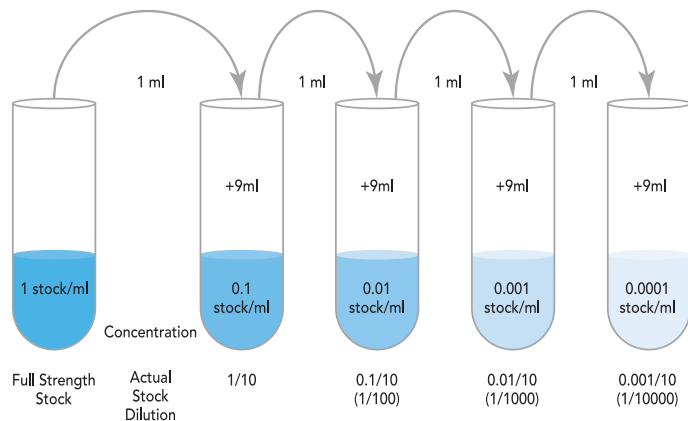 1 ml
1 ml
1 ml
1 ml
+9ml
+9ml
+9ml
+9ml
1 stock/ml
0.1
stock/ml
0.01
stock/ml
0.001
stock/ml
0.0001
stock/ml
Concentration
Full Strength
Stock
Actual
Stock
Dilution
1/10
0.1/10
(1/100)
0.01/10
(1/1000)
0.001/10
(1/10000)